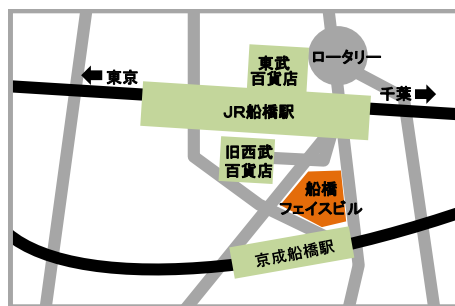 東武
百貨店
ロータリー
東京
千葉
JR船橋駅
旧西武
百貨店
船橋
フェイスビル
京成船橋駅